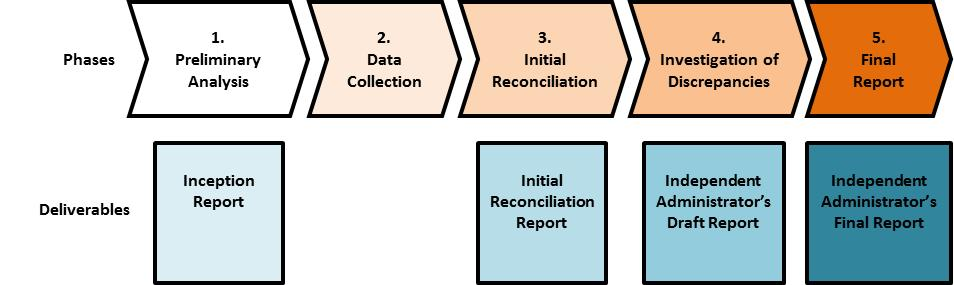 Phases
1.
Preliminary
Analysis
2.
Data
Collection
3.
Initial
Reconciliation
4.
Investigation of
Discrepancies
5.
Final
Report
Deliverables
Inception
Report
Initial
Reconciliation
Report
Independent
Administrator’s
Draft Report
Independent
Administrator’s
Final Report